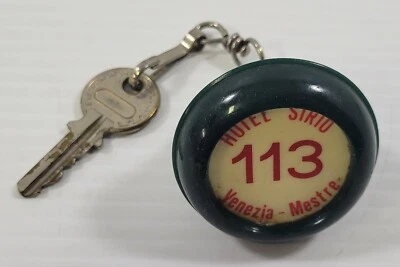 HOTEL SIRIO
113
Venezia - Mestre